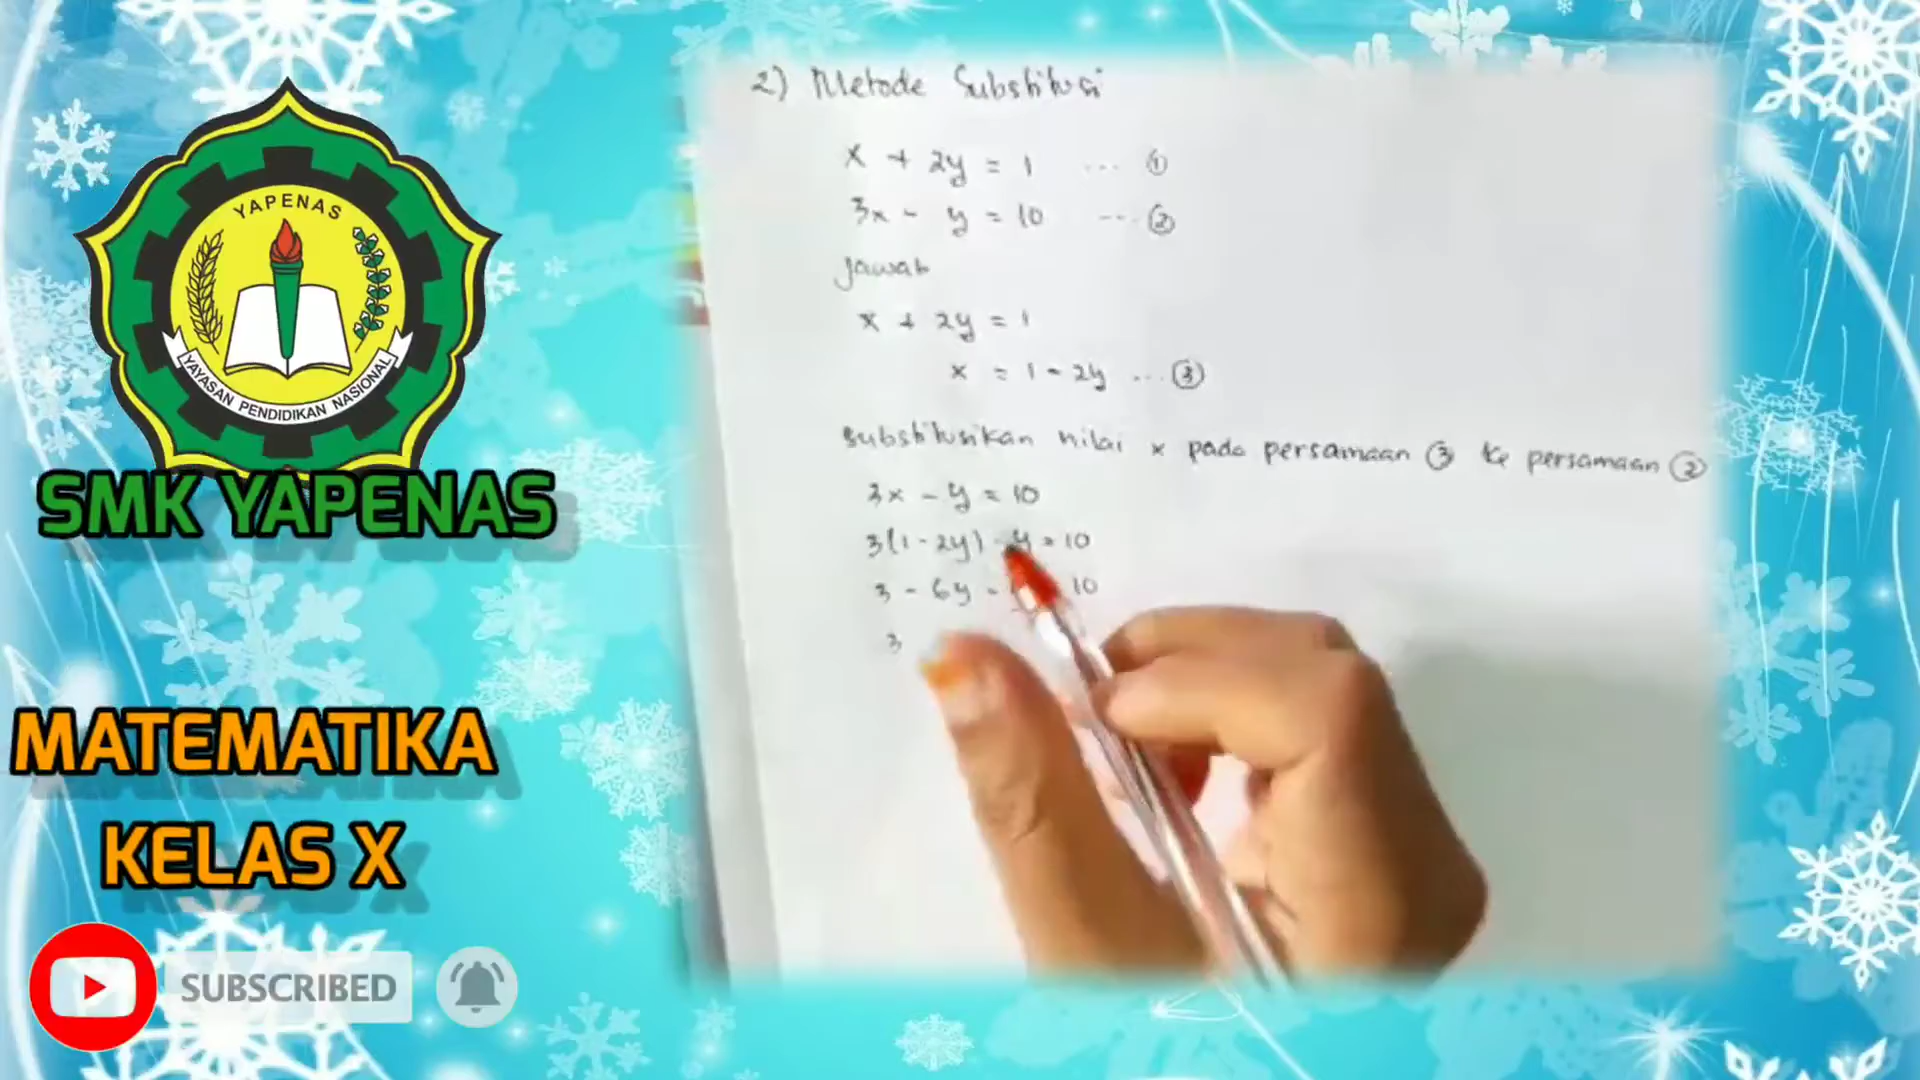 YAPENAS
YAYASAN PENDIDIKAN NASIONAL
SMK YAPENAS
MATEMATIKA
KELAS X
SUBSCRIBED
2) Metode Substitusi
x + 2y = 1 ... ①
3x - y = 10 ... ②
Jawab
x + 2y = 1
x = 1 - 2y ... ③
Substitusikan nilai x pada persamaan ③ ke persamaan ②
3x - y = 10
3(1 - 2y) - y = 10
3 - 6y - 10
3